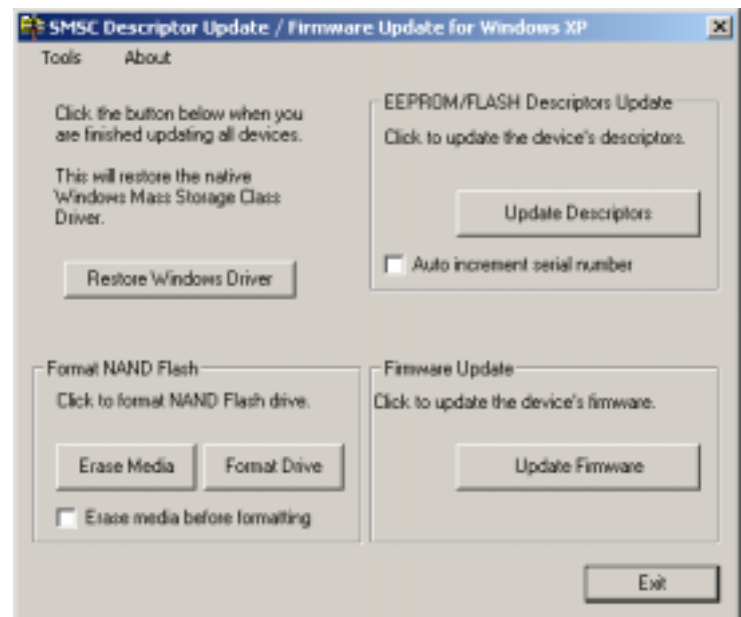 SMSC Descriptor Update / Firmware Update for Windows XP
Tools About
Click the button below when you
are finished updating all devices.
This will restore the native
Windows Mass Storage Class
Driver.
Restore Windows Driver
EEPROM/FLASH Descriptors Update
Click to update the device's descriptors.
Update Descriptors
Auto increment serial number
Format NAND Flash
Click to format NAND Flash drive.
Erase Media Format Drive
Erase media before formatting
Firmware Update
Click to update the device's firmware.
Update Firmware
Exit